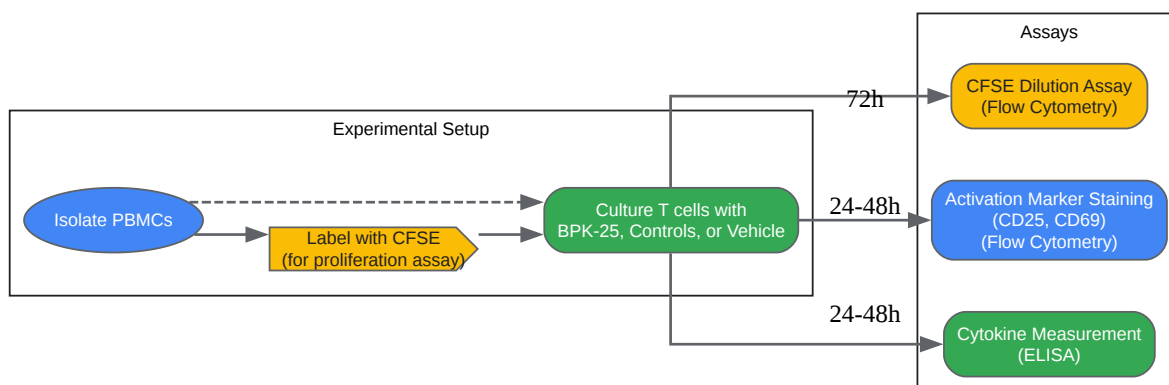 Experimental Setup
Isolate PBMCs
Label with CFSE
(for proliferation assay)
Culture T cells with
BPK-25, Controls, or Vehicle
72h
24-48h
24-48h
Assays
CFSE Dilution Assay
(Flow Cytometry)
Activation Marker Staining
(CD25, CD69)
(Flow Cytometry)
Cytokine Measurement
(ELISA)